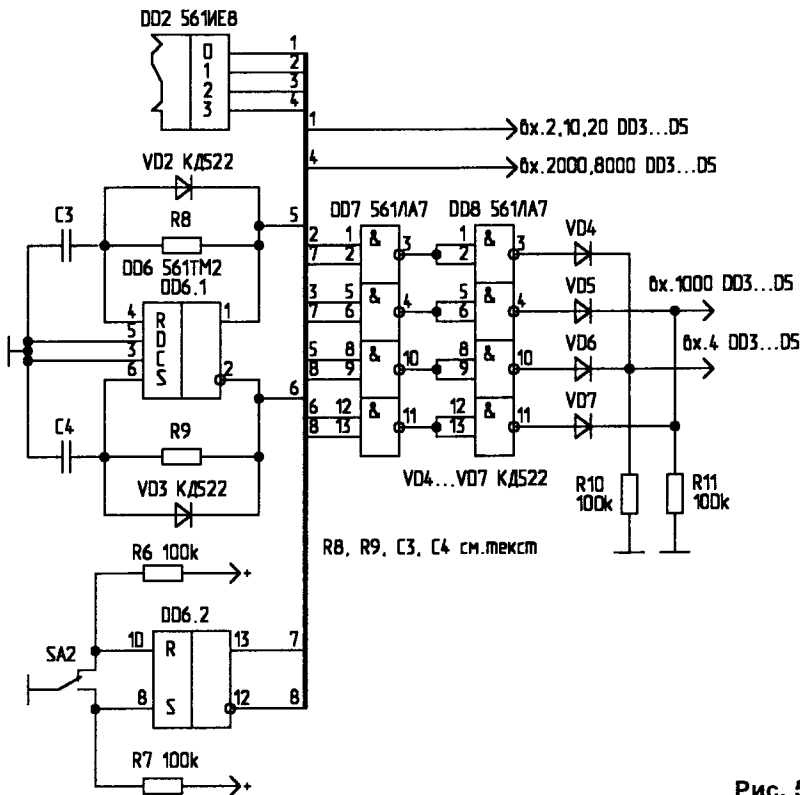 DD2 561ИЕ8
0
1
2
3
1
2
3
4
1
вх.2,10,20 DD3...D5
4
вх.2000,8000 DD3...D5
VD2 КД522
C3
R8
5
DD6 561ТМ2
DD6.1
4 R
5 D
3 C
6 S
1
2
6
C4
R9
VD3 КД522
DD7 561ЛА7
DD8 561ЛА7
2 1 & 3
7 2
3 5 & 4
7 6
5 8 & 10
8 9
6 12 & 11
8 13
1 & 3
2
5 & 4
6
8 & 10
9
12 & 11
13
VD4
VD5
VD6
VD7
вх.1000 DD3...D5
вх.4 DD3...D5
VD4...VD7 КД522
R10
100k
R11
100k
R8, R9, C3, C4 см.текст
R6 100k
+
DD6.2
SA2
10 R 13 7
8 S 12 8
R7 100k
+
Рис. 5